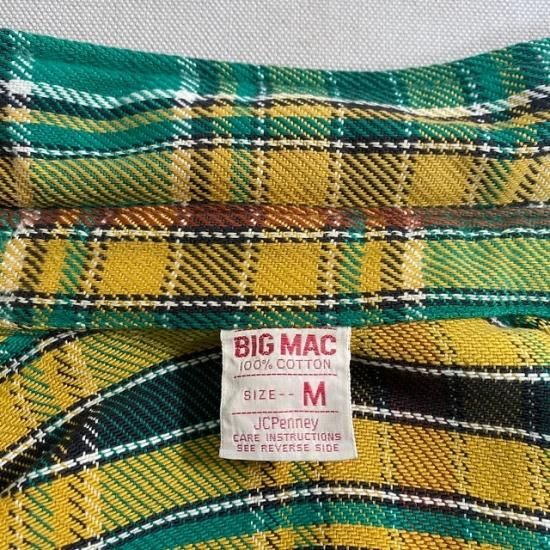 BIG MAC
100% COTTON
SIZE-- M
JCPenney
CARE INSTRUCTIONS
SEE REVERSE SIDE